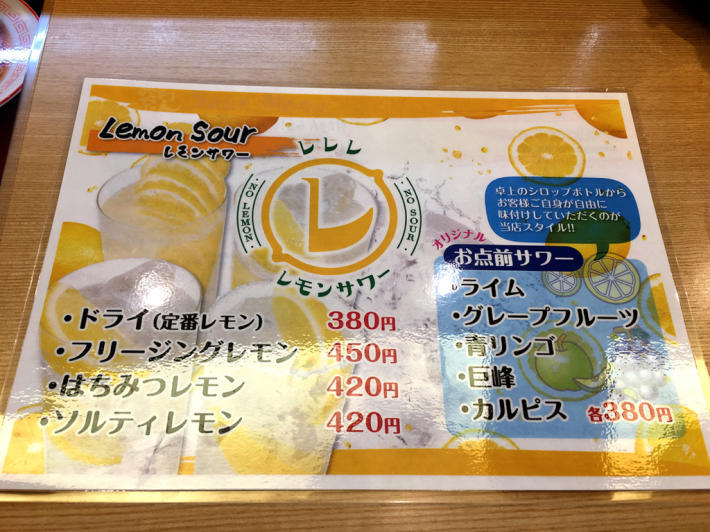 Lemon Sour
レモンサワー
レレレ
NO LEMON
レ
NO SOUR
レモンサワー
・ドライ(定番レモン) 380円
・フリージングレモン 450円
・はちみつレモン 420円
・ソルティレモン 420円
卓上のシロップボトルから
お客様ご自身が自由に
味付けしていただくのが
当店スタイル!!
オリジナル
お点前サワー
・ライム
・グレープフルーツ
・青リンゴ
・巨峰
・カルピス 各380円